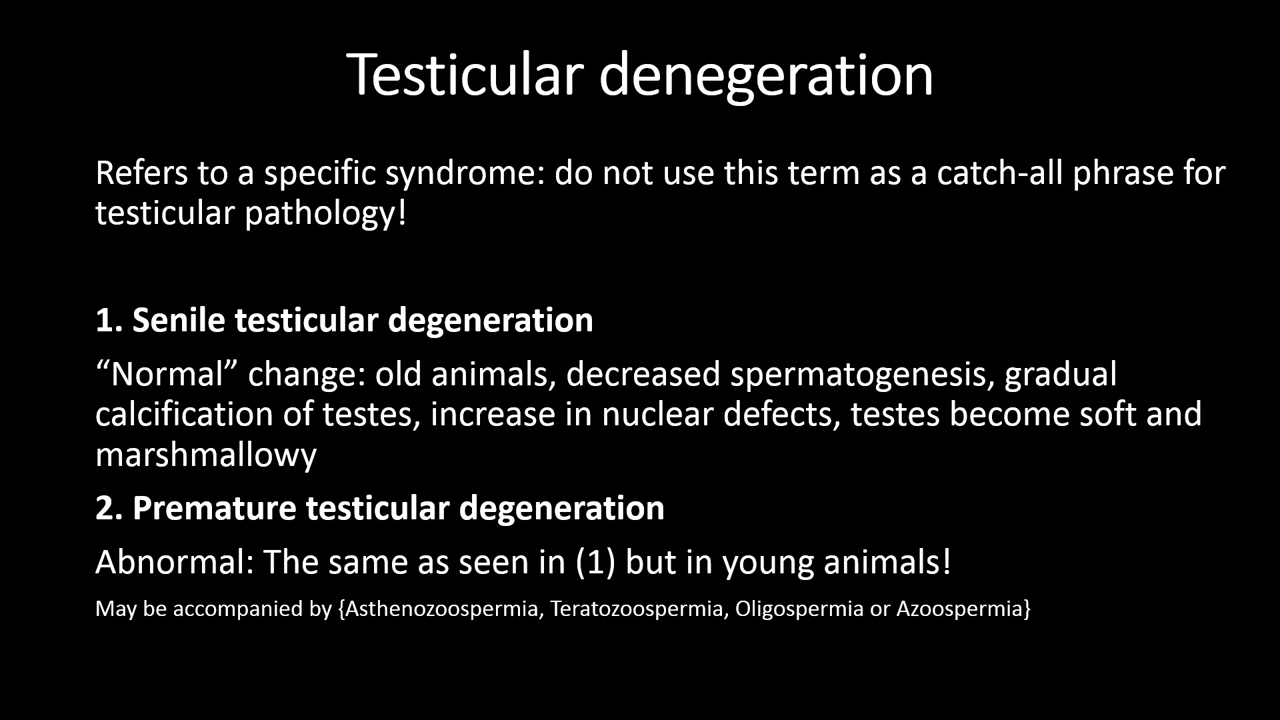 Testicular denegeration
Refers to a specific syndrome: do not use this term as a catch-all phrase for
testicular pathology!
1. Senile testicular degeneration
“Normal” change: old animals, decreased spermatogenesis, gradual
calcification of testes, increase in nuclear defects, testes become soft and
marshmallowy
2. Premature testicular degeneration
Abnormal: The same as seen in (1) but in young animals!
May be accompanied by {Asthenozoospermia, Teratozoospermia, Oligospermia or Azoospermia}